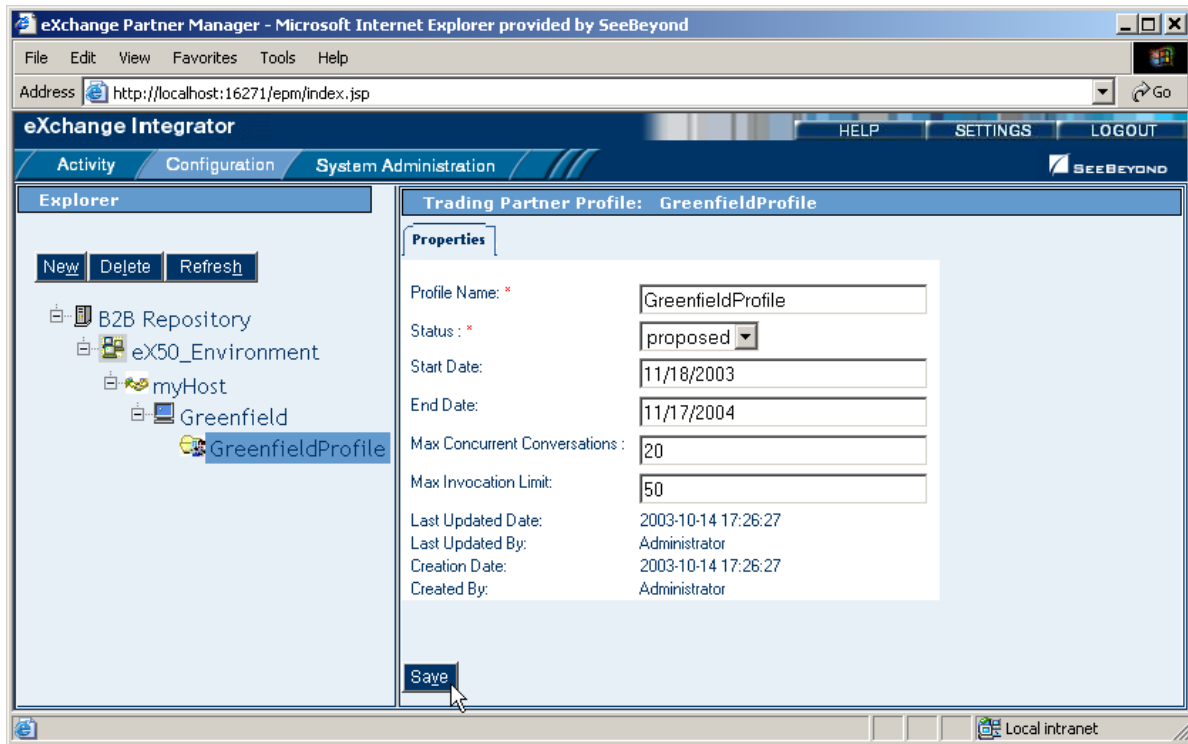 eXchange Partner Manager - Microsoft Internet Explorer provided by SeeBeyond
File Edit View Favorites Tools Help
Address http://localhost:16271/epm/index.jsp Go
eXchange Integrator HELP SETTINGS LOGOUT
Activity Configuration System Administration SEEBEYOND
Explorer
New Delete Refresh
B2B Repository
eX50_Environment
myHost
Greenfield
GreenfieldProfile
Trading Partner Profile: GreenfieldProfile
Properties
Profile Name: * GreenfieldProfile
Status : * proposed
Start Date: 11/18/2003
End Date: 11/17/2004
Max Concurrent Conversations : 20
Max Invocation Limit: 50
Last Updated Date: 2003-10-14 17:26:27
Last Updated By: Administrator
Creation Date: 2003-10-14 17:26:27
Created By: Administrator
Save
Local intranet